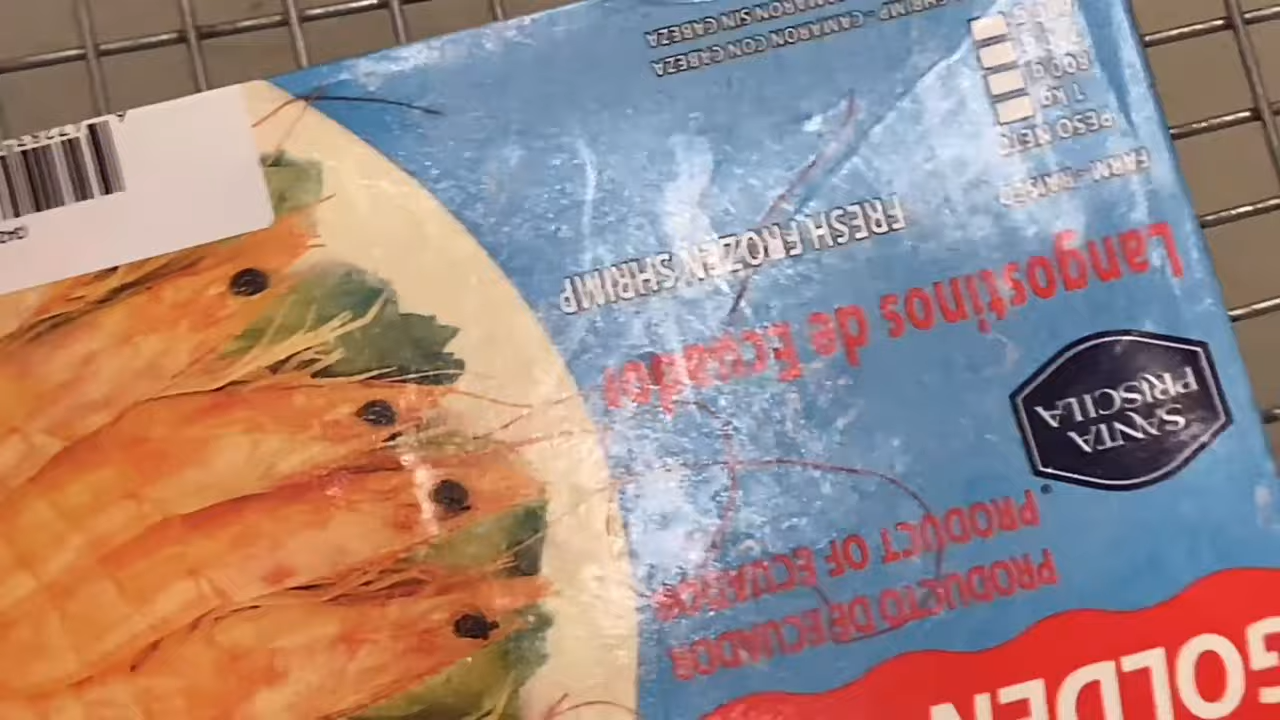 GOLDEN
PRODUCTO DE ECUADOR
PRODUCT OF ECUADOR
SANTA
PRISCILA
Langostinos de Ecuador
FRESH FROZEN SHRIMP
FARM - RAISED
PESO NETO
1 kg
800 g
SHRIMP - CAMARON CON CABEZA
CAMARON SIN CABEZA